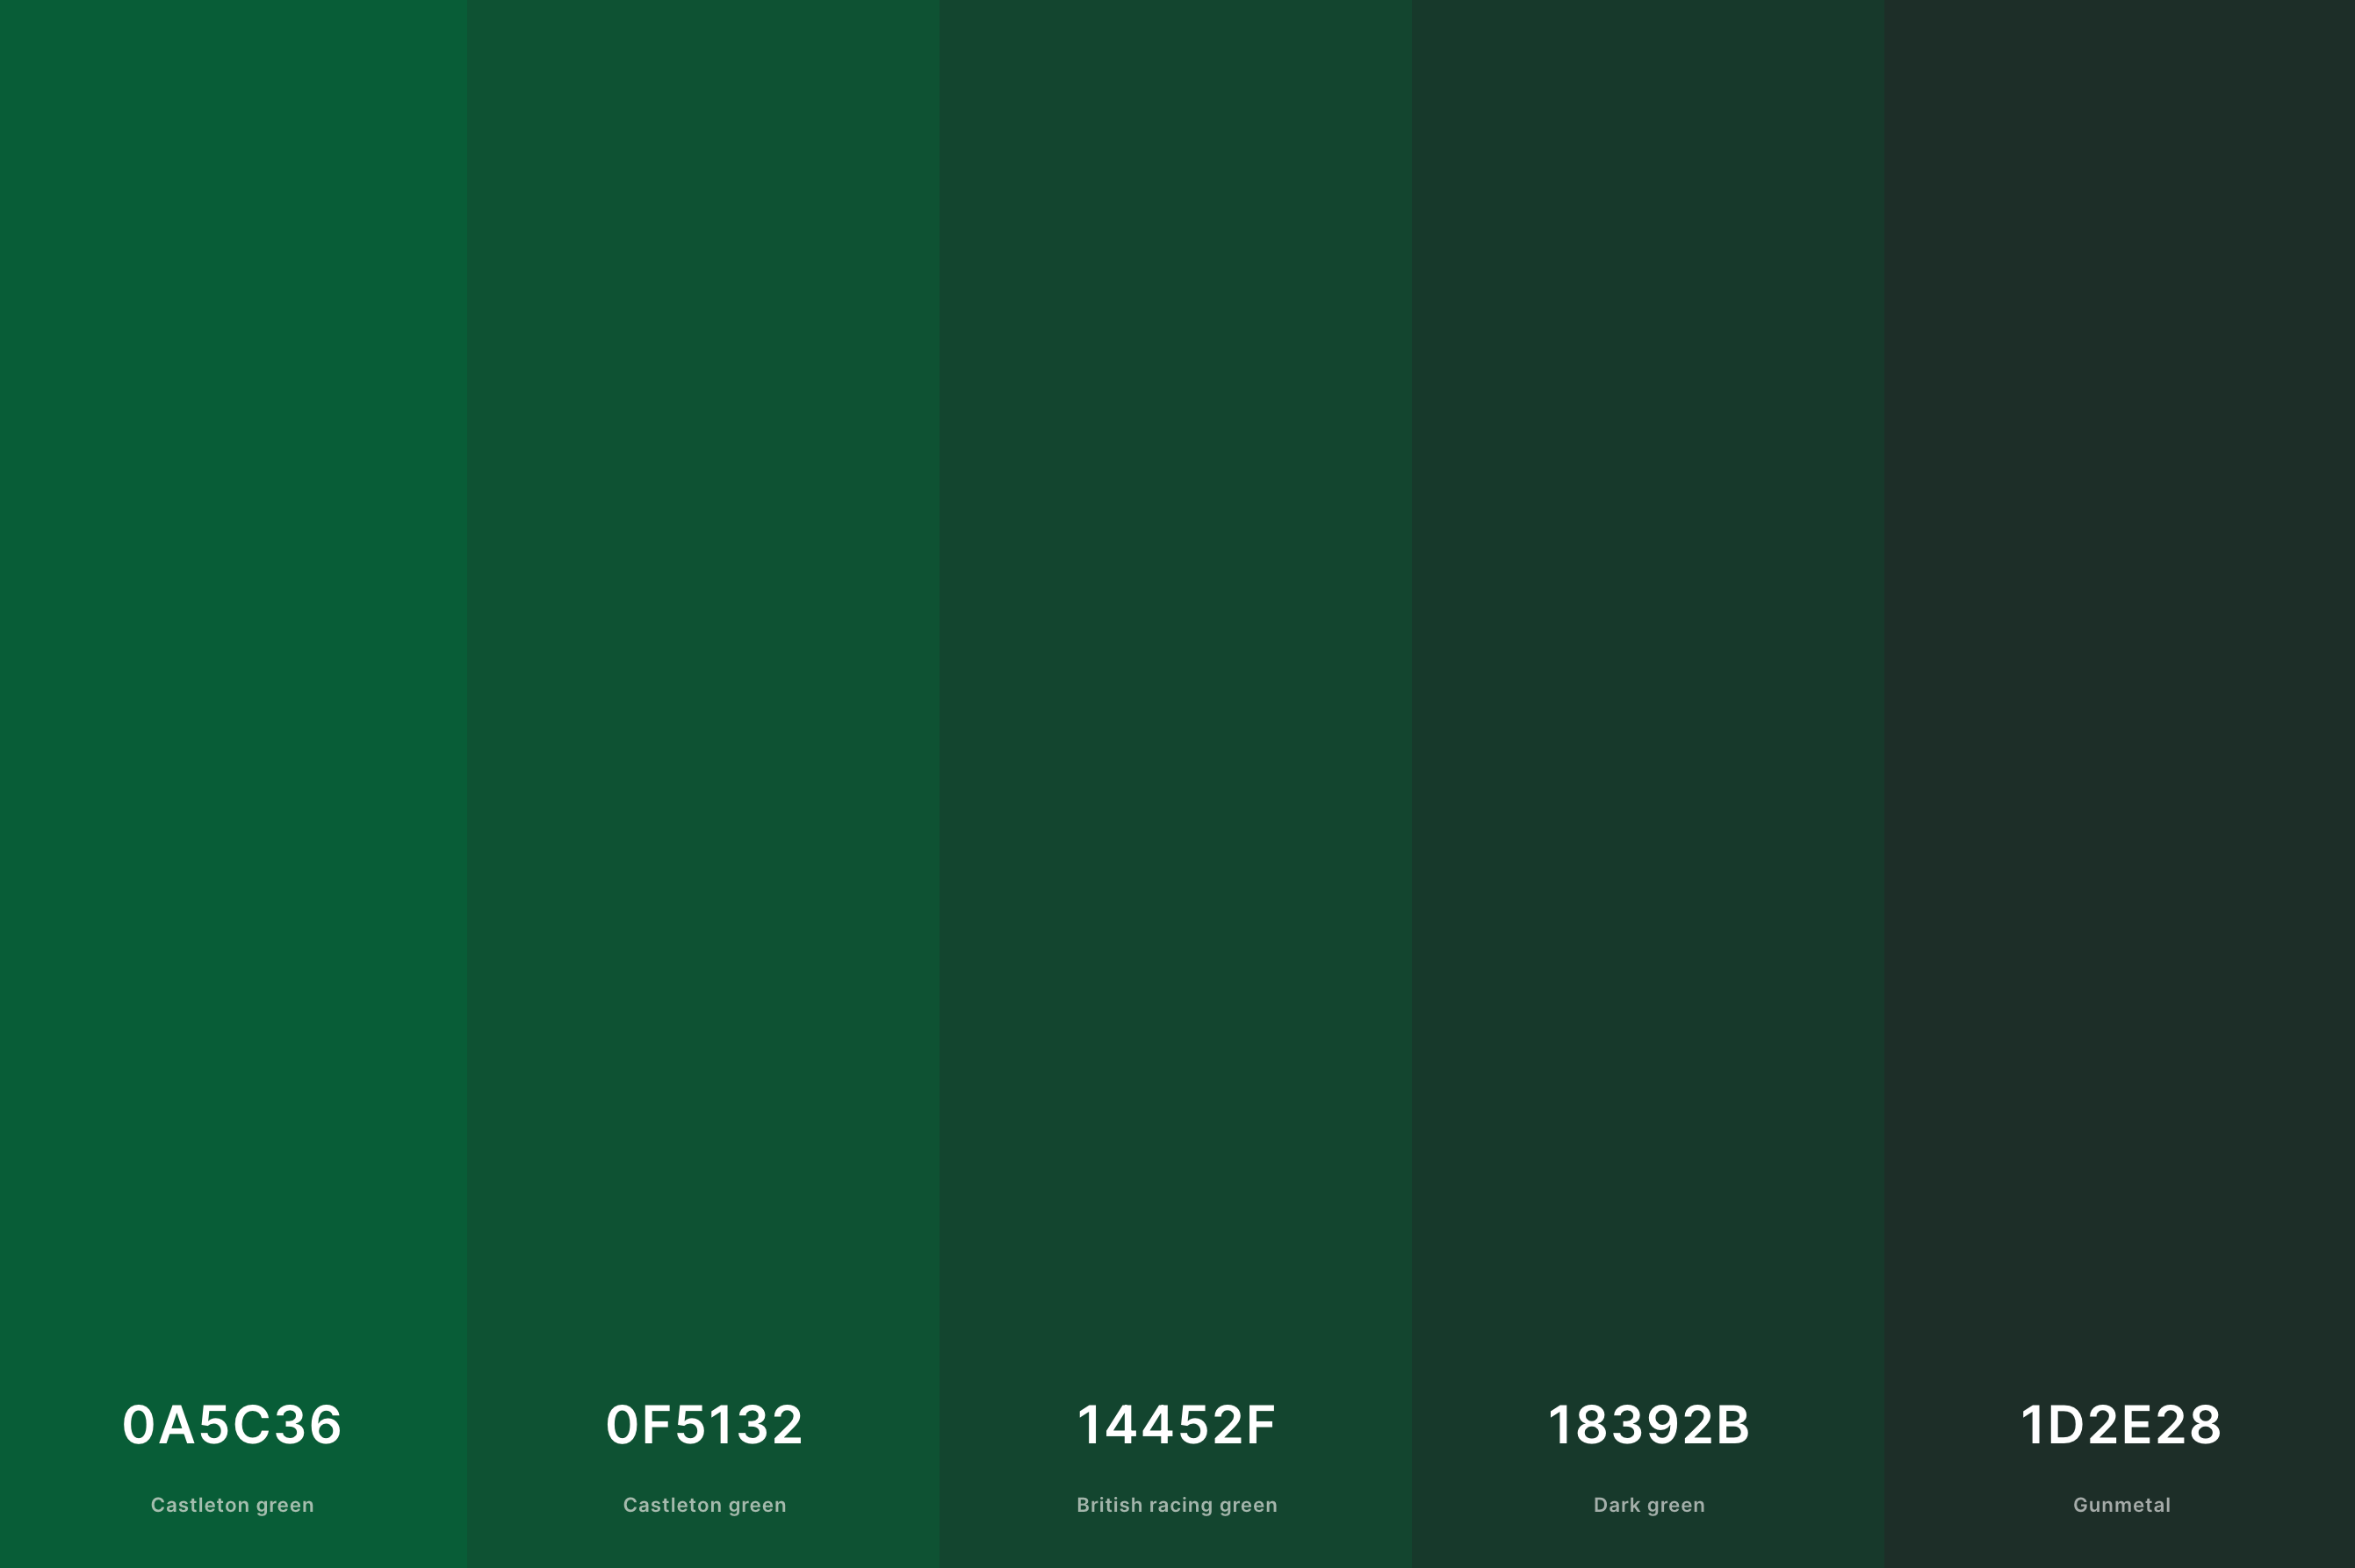 0A5C36
Castleton green
0F5132
Castleton green
14452F
British racing green
18392B
Dark green
1D2E28
Gunmetal